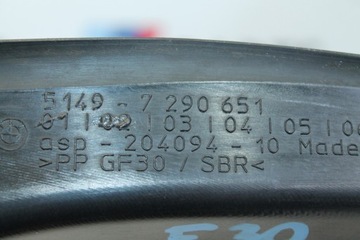 5149 - 7 290 651
01 | 02 | 03 | 04 | 05 | 06
asp - 204094 - 10 Made
>PP GF30 / SBR<